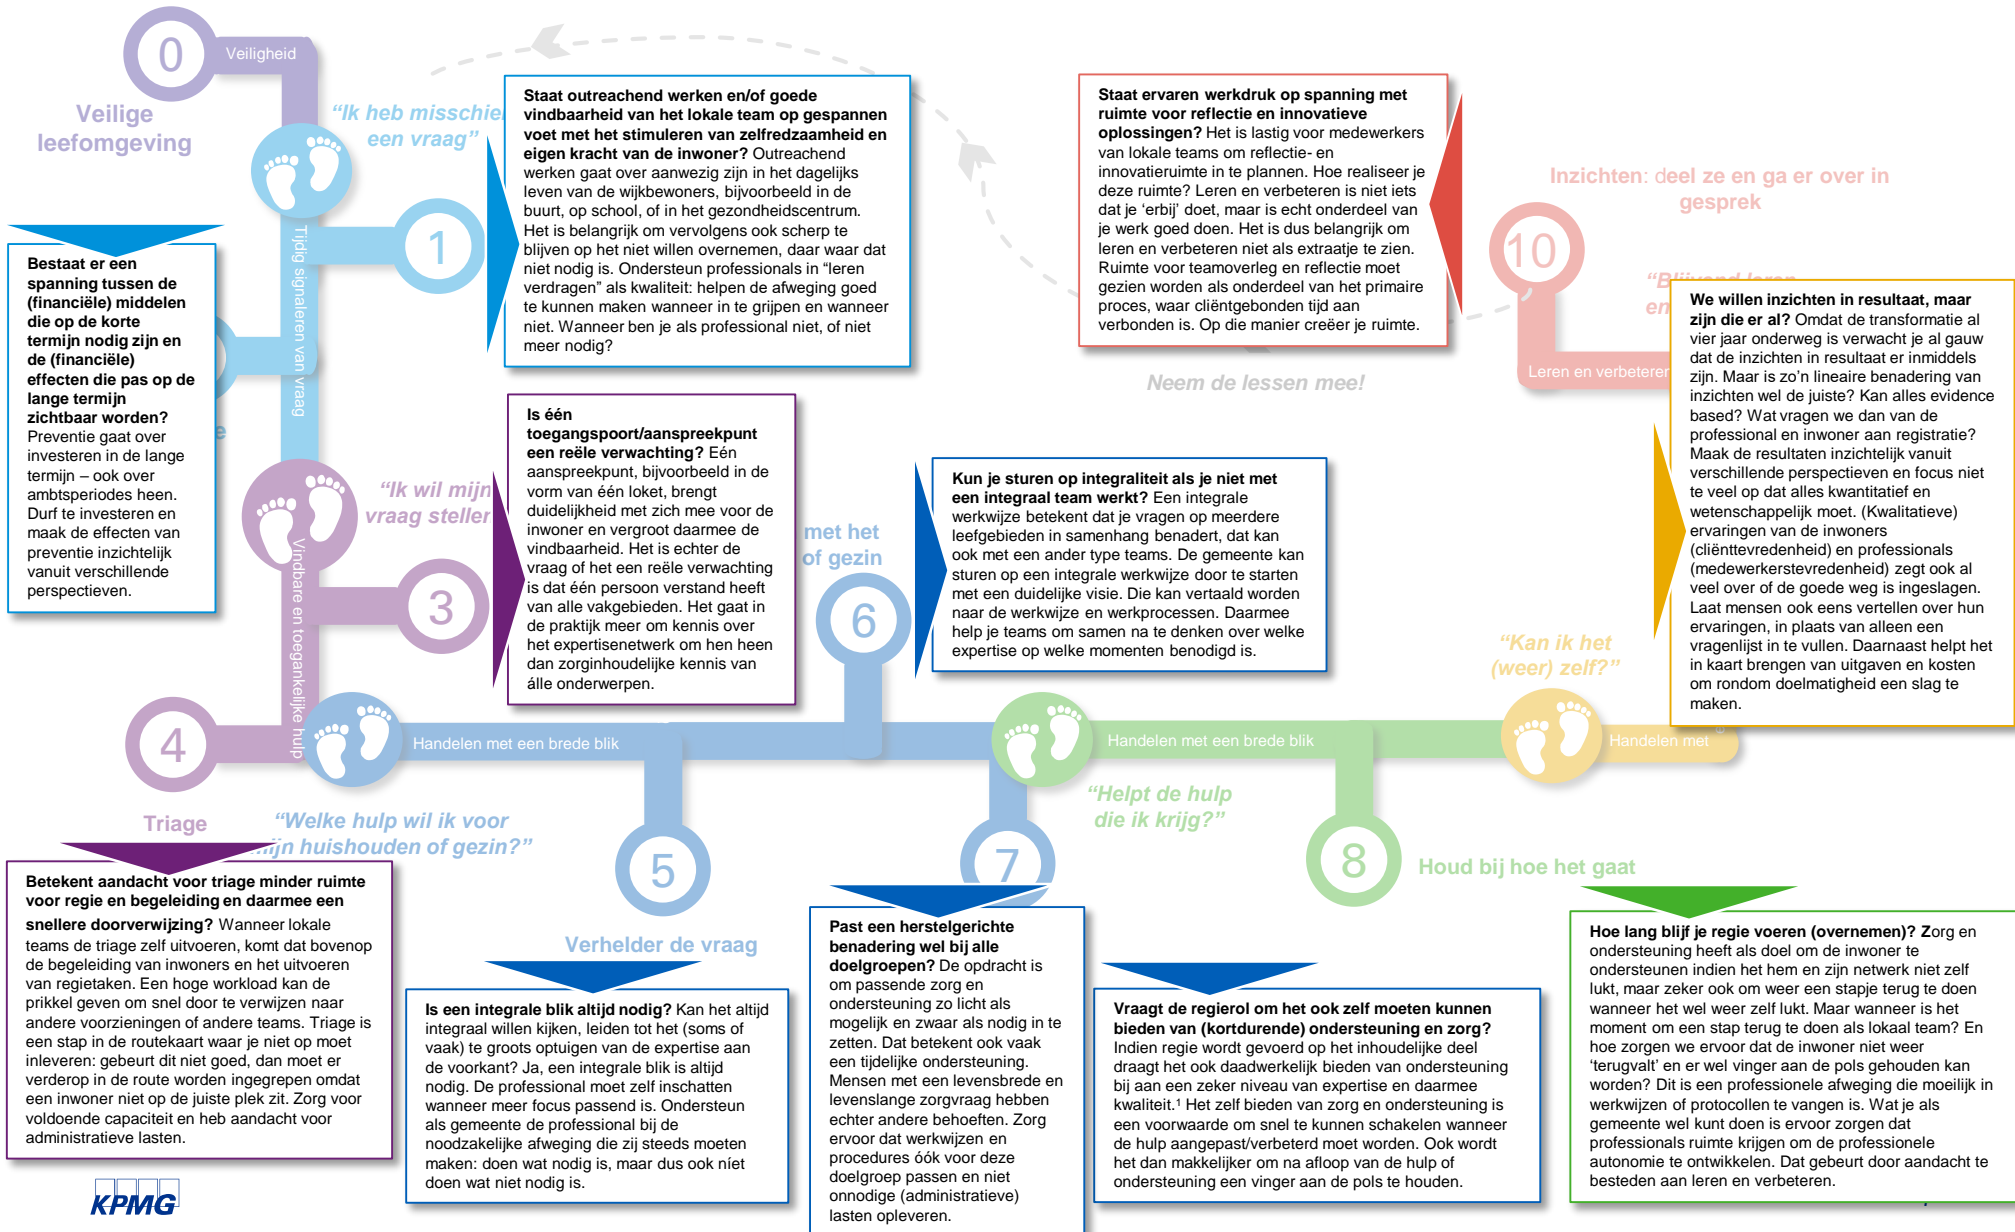 0
Veiligheid
Veilige
leefomgeving
"Ik heb misschie
een vraag"
Tijdig signaleren van vraag
1
Staat outreachend werken en/of goede
vindbaarheid van het lokale team op gespannen
voet met het stimuleren van zelfredzaamheid en
eigen kracht van de inwoner? Outreachend
werken gaat over aanwezig zijn in het dagelijks
leven van de wijkbewoners, bijvoorbeeld in de
buurt, op school, of in het gezondheidscentrum.
Het is belangrijk om vervolgens ook scherp te
blijven op het niet willen overnemen, daar waar dat
niet nodig is. Ondersteun professionals in "leren
verdragen" als kwaliteit: helpen de afweging goed
te kunnen maken wanneer in te grijpen en wanneer
niet. Wanneer ben je als professional niet, of niet
meer nodig?
Staat ervaren werkdruk op spanning met
ruimte voor reflectie en innovatieve
oplossingen? Het is lastig voor medewerkers
van lokale teams om reflectie- en
innovatieruimte in te plannen. Hoe realiseer je
deze ruimte? Leren en verbeteren is niet iets
dat je 'erbij' doet, maar is echt onderdeel van
je werk goed doen. Het is dus belangrijk om
leren en verbeteren niet als extraatje te zien.
Ruimte voor teamoverleg en reflectie moet
gezien worden als onderdeel van het primaire
proces, waar cliëntgebonden tijd aan
verbonden is. Op die manier creëer je ruimte.
Neem de lessen mee!
Inzichten: deel ze en ga er over in
gesprek
10
"Blijvend leren
en
Leren en verbeteren
Bestaat er een
spanning tussen de
(financiële) middelen
die op de korte
termijn nodig zijn en
de (financiële)
effecten die pas op de
lange termijn
zichtbaar worden?
Preventie gaat over
investeren in de lange
termijn – ook over
ambtsperiodes heen.
Durf te investeren en
maak de effecten van
preventie inzichtelijk
vanuit verschillende
perspectieven.
e
We willen inzichten in resultaat, maar
zijn die er al? Omdat de transformatie al
vier jaar onderweg is verwacht je al gauw
dat de inzichten in resultaat er inmiddels
zijn. Maar is zo'n lineaire benadering van
inzichten wel de juiste? Kan alles evidence
based? Wat vragen we dan van de
professional en inwoner aan registratie?
Maak de resultaten inzichtelijk vanuit
verschillende perspectieven en focus niet
te veel op dat alles kwantitatief en
wetenschappelijk moet. (Kwalitatieve)
ervaringen van de inwoners
(cliënttevredenheid) en professionals
(medewerkerstevredenheid) zegt ook al
veel over of de goede weg is ingeslagen.
Laat mensen ook eens vertellen over hun
ervaringen, in plaats van alleen een
vragenlijst in te vullen. Daarnaast helpt het
in kaart brengen van uitgaven en kosten
om rondom doelmatigheid een slag te
maken.
"Ik wil mijn
vraag steller
Vindbare en toegankelijke hulp
3
Is één
toegangspoort/aanspreekpunt
een reële verwachting? Eén
aanspreekpunt, bijvoorbeeld in de
vorm van één loket, brengt
duidelijkheid met zich mee voor de
inwoner en vergroot daarmee de
vindbaarheid. Het is echter de
vraag of het een reële verwachting
is dat één persoon verstand heeft
van alle vakgebieden. Het gaat in
de praktijk meer om kennis over
het expertisenetwerk om hen heen
dan zorginhoudelijke kennis van
álle onderwerpen.
met het
of gezin
6
Kun je sturen op integraliteit als je niet met
een integraal team werkt? Een integrale
werkwijze betekent dat je vragen op meerdere
leefgebieden in samenhang benadert, dat kan
ook met een ander type teams. De gemeente kan
sturen op een integrale werkwijze door te starten
met een duidelijke visie. Die kan vertaald worden
naar de werkwijze en werkprocessen. Daarmee
help je teams om samen na te denken over welke
expertise op welke momenten benodigd is.
"Kan ik het
(weer) zelf?"
4
Triage
Handelen met een brede blik
Handelen met een brede blik
Handelen met
"Welke hulp wil ik voor
mijn huishouden of gezin?"
5
Verhelder de vraag
7
"Helpt de hulp
die ik krijg?"
8
Houd bij hoe het gaat
Betekent aandacht voor triage minder ruimte
voor regie en begeleiding en daarmee een
snellere doorverwijzing? Wanneer lokale
teams de triage zelf uitvoeren, komt dat bovenop
de begeleiding van inwoners en het uitvoeren
van regietaken. Een hoge workload kan de
prikkel geven om snel door te verwijzen naar
andere voorzieningen of andere teams. Triage is
een stap in de routekaart waar je niet op moet
inleveren: gebeurt dit niet goed, dan moet er
verderop in de route worden ingegrepen omdat
een inwoner niet op de juiste plek zit. Zorg voor
voldoende capaciteit en heb aandacht voor
administratieve lasten.
Is een integrale blik altijd nodig? Kan het altijd
integraal willen kijken, leiden tot het (soms of
vaak) te groots optuigen van de expertise aan
de voorkant? Ja, een integrale blik is altijd
nodig. De professional moet zelf inschatten
wanneer meer focus passend is. Ondersteun
als gemeente de professional bij de
noodzakelijke afweging die zij steeds moeten
maken: doen wat nodig is, maar dus ook níet
doen wat niet nodig is.
Past een herstelgerichte
benadering wel bij alle
doelgroepen? De opdracht is
om passende zorg en
ondersteuning zo licht als
mogelijk en zwaar als nodig in te
zetten. Dat betekent ook vaak
een tijdelijke ondersteuning.
Mensen met een levensbrede en
levenslange zorgvraag hebben
echter andere behoeften. Zorg
ervoor dat werkwijzen en
procedures óók voor deze
doelgroep passen en niet
onnodige (administratieve)
lasten opleveren.
Vraagt de regierol om het ook zelf moeten kunnen
bieden van (kortdurende) ondersteuning en zorg?
Indien regie wordt gevoerd op het inhoudelijke deel
draagt het ook daadwerkelijk bieden van ondersteuning
bij aan een zeker niveau van expertise en daarmee
kwaliteit.¹ Het zelf bieden van zorg en ondersteuning is
een voorwaarde om snel te kunnen schakelen wanneer
de hulp aangepast/verbeterd moet worden. Ook wordt
het dan makkelijker om na afloop van de hulp of
ondersteuning een vinger aan de pols te houden.
Hoe lang blijf je regie voeren (overnemen)? Zorg en
ondersteuning heeft als doel om de inwoner te
ondersteunen indien het hem en zijn netwerk niet zelf
lukt, maar zeker ook om weer een stapje terug te doen
wanneer het wel weer zelf lukt. Maar wanneer is het
moment om een stap terug te doen als lokaal team? En
hoe zorgen we ervoor dat de inwoner niet weer
'terugvalt' en er wel vinger aan de pols gehouden kan
worden? Dit is een professionele afweging die moeilijk in
werkwijzen of protocollen te vangen is. Wat je als
gemeente wel kunt doen is ervoor zorgen dat
professionals ruimte krijgen om de professionele
autonomie te ontwikkelen. Dat gebeurt door aandacht te
besteden aan leren en verbeteren.
KPMG